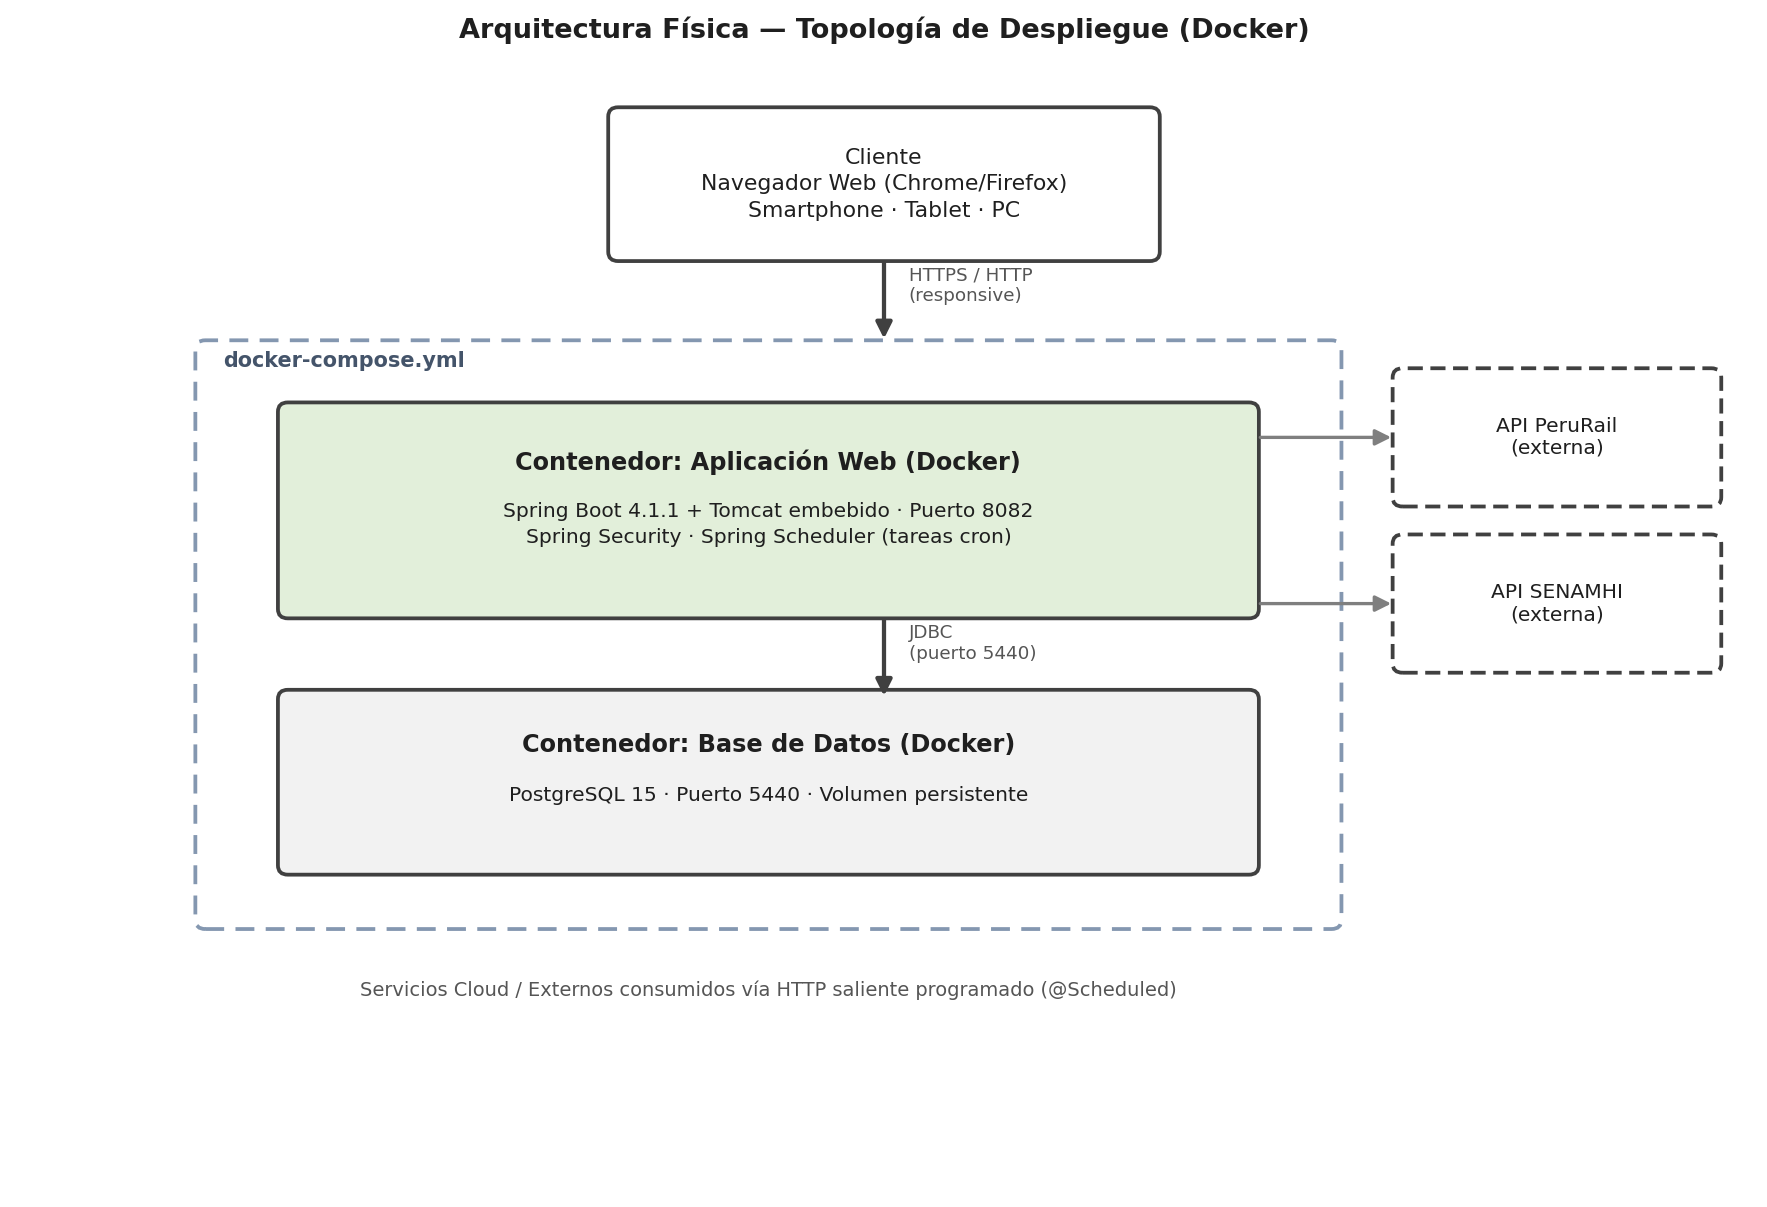 Arquitectura Física — Topología de Despliegue (Docker)
Cliente
Navegador Web (Chrome/Firefox)
Smartphone · Tablet · PC
HTTPS / HTTP
(responsive)
docker-compose.yml
Contenedor: Aplicación Web (Docker)
Spring Boot 4.1.1 + Tomcat embebido · Puerto 8082
Spring Security · Spring Scheduler (tareas cron)
API PeruRail
(externa)
API SENAMHI
(externa)
JDBC
(puerto 5440)
Contenedor: Base de Datos (Docker)
PostgreSQL 15 · Puerto 5440 · Volumen persistente
Servicios Cloud / Externos consumidos vía HTTP saliente programado (@Scheduled)